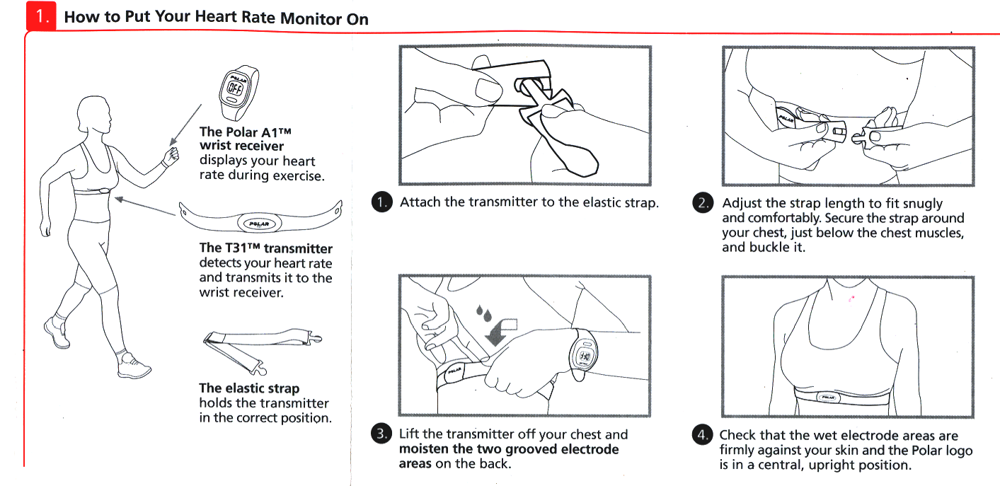 1. How to Put Your Heart Rate Monitor On
POLAR
OFF
The Polar A1™
wrist receiver
displays your heart
rate during exercise.
POLAR
The T31™ transmitter
detects your heart rate
and transmits it to the
wrist receiver.
The elastic strap
holds the transmitter
in the correct position.
1. Attach the transmitter to the elastic strap.
POLAR
2. Adjust the strap length to fit snugly
and comfortably. Secure the strap around
your chest, just below the chest muscles,
and buckle it.
POLAR
3. Lift the transmitter off your chest and
moisten the two grooved electrode
areas on the back.
POLAR
4. Check that the wet electrode areas are
firmly against your skin and the Polar logo
is in a central, upright position.